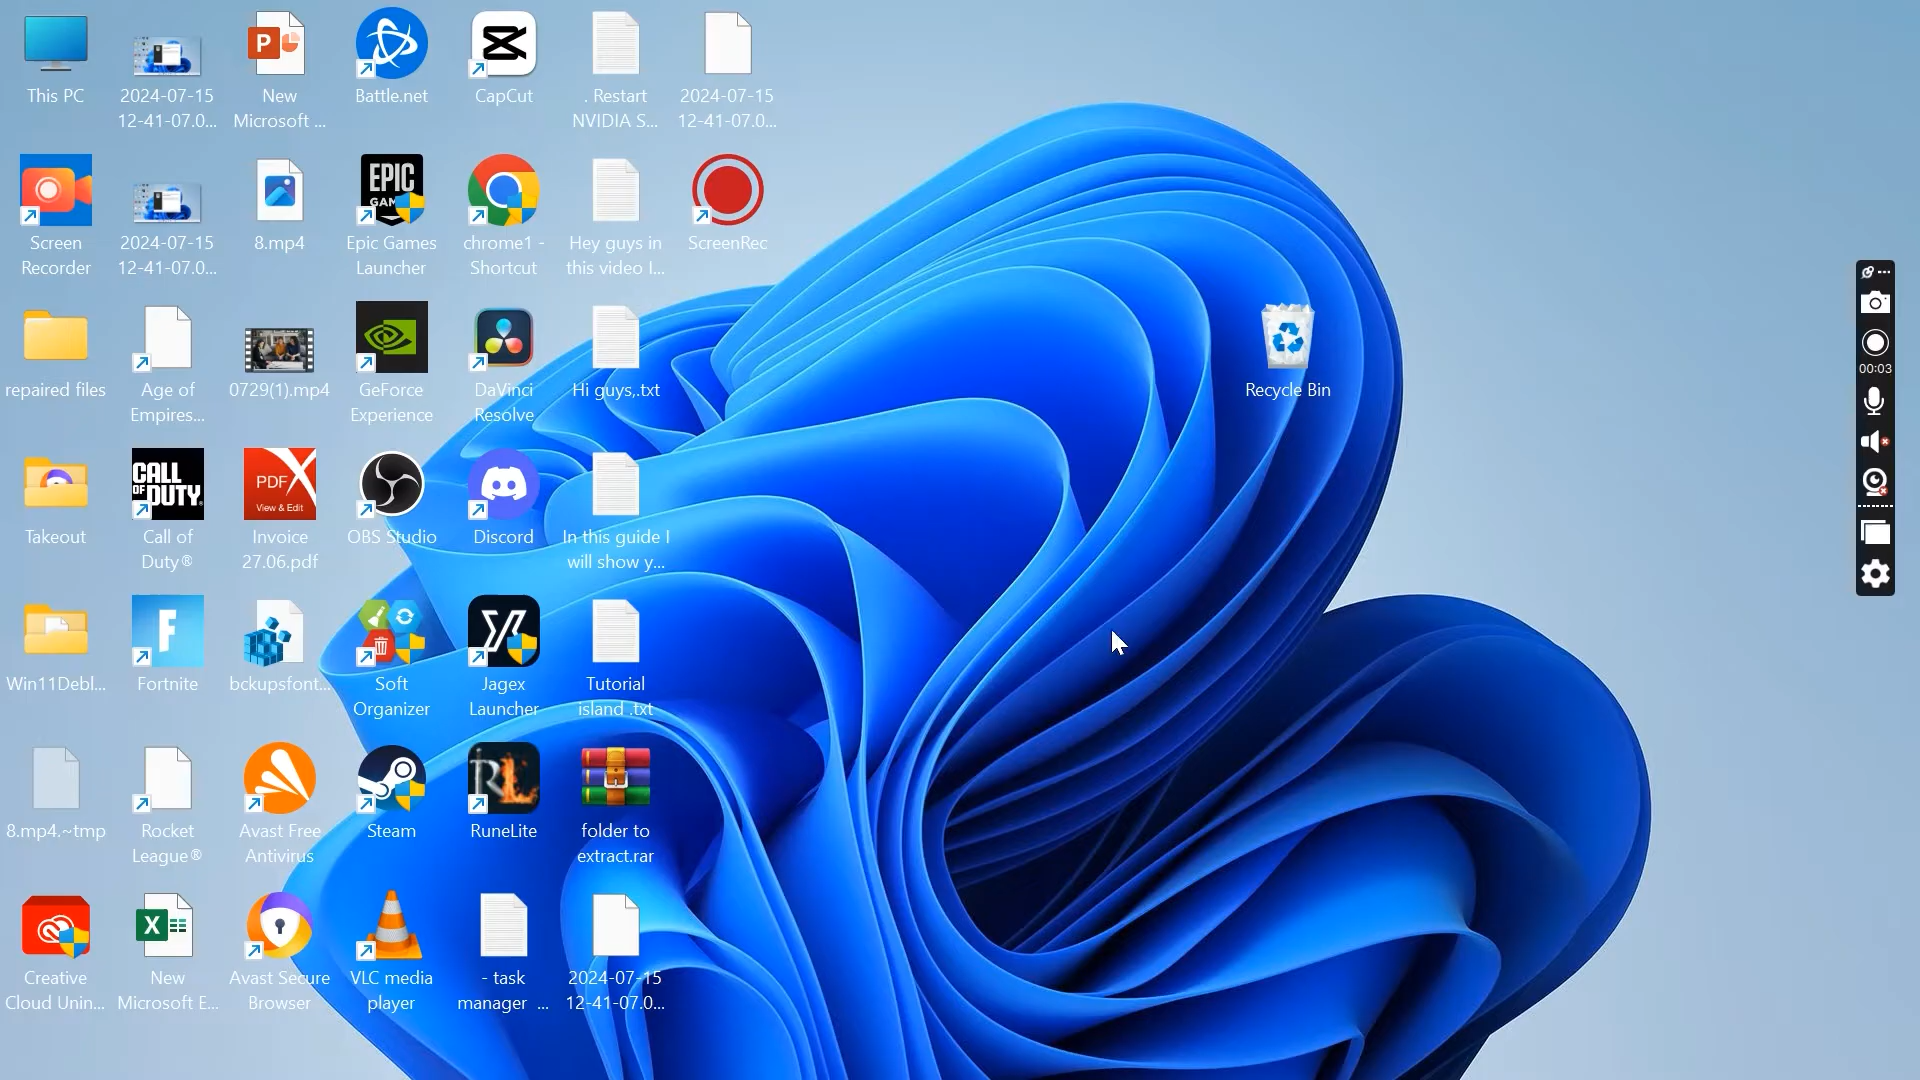 This PC
2024-07-15
12-41-07.0...
New
Microsoft ...
Battle.net
CapCut
. Restart
NVIDIA S...
2024-07-15
12-41-07.0...
Screen
Recorder
2024-07-15
12-41-07.0...
8.mp4
EPIC
GAMES
Epic Games
Launcher
chrome1 -
Shortcut
Hey guys in
this video I...
ScreenRec
repaired files
Age of
Empires...
0729(1).mp4
GeForce
Experience
DaVinci
Resolve
Hi guys,.txt
Recycle Bin
00:03
Takeout
CALL
OF DUTY
Call of
Duty®
PDF X
View & Edit
Invoice
27.06.pdf
OBS Studio
Discord
In this guide I
will show y...
Win11Debl...
F
Fortnite
bckupsfont...
Soft
Organizer
Jagex
Launcher
Tutorial
island .txt
8.mp4.~tmp
Rocket
League®
Avast Free
Antivirus
Steam
RL
RuneLite
folder to
extract.rar
Creative
Cloud Unin...
X
New
Microsoft E...
Avast Secure
Browser
VLC media
player
- task
manager ...
2024-07-15
12-41-07.0...